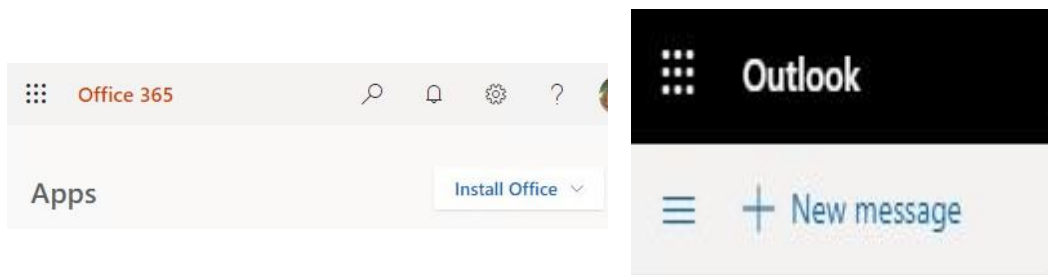 Office 365 ?
Apps Install Office
Outlook
+ New message